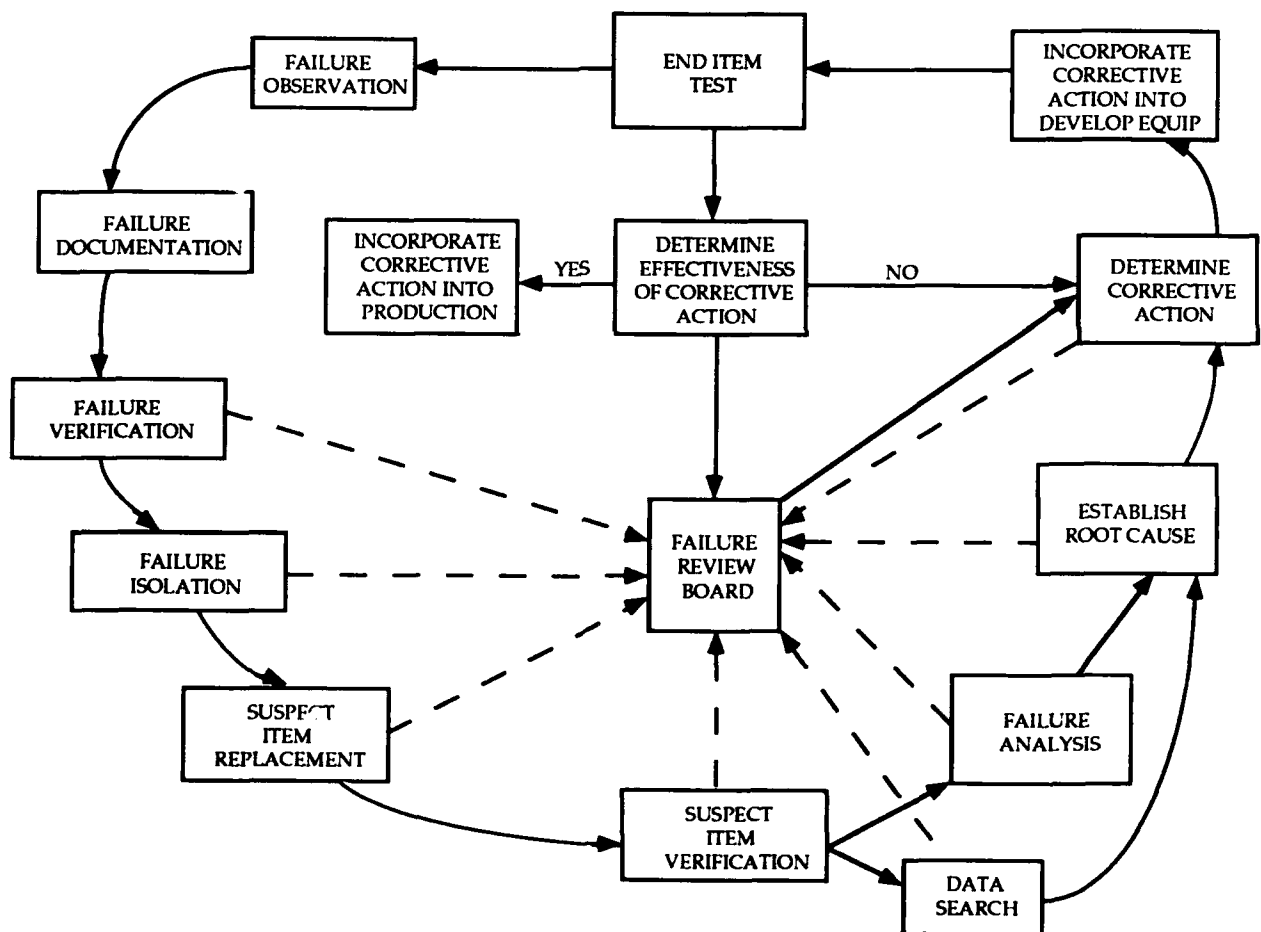 FAILURE
OBSERVATION
END ITEM
TEST
INCORPORATE
CORRECTIVE
ACTION INTO
DEVELOP EQUIP
FAILURE
DOCUMENTATION
INCORPORATE
CORRECTIVE
ACTION INTO
PRODUCTION
YES
DETERMINE
EFFECTIVENESS
OF CORRECTIVE
ACTION
NO
DETERMINE
CORRECTIVE
ACTION
FAILURE
VERIFICATION
FAILURE
ISOLATION
FAILURE
REVIEW
BOARD
ESTABLISH
ROOT CAUSE
SUSPECT
ITEM
REPLACEMENT
FAILURE
ANALYSIS
SUSPECT
ITEM
VERIFICATION
DATA
SEARCH